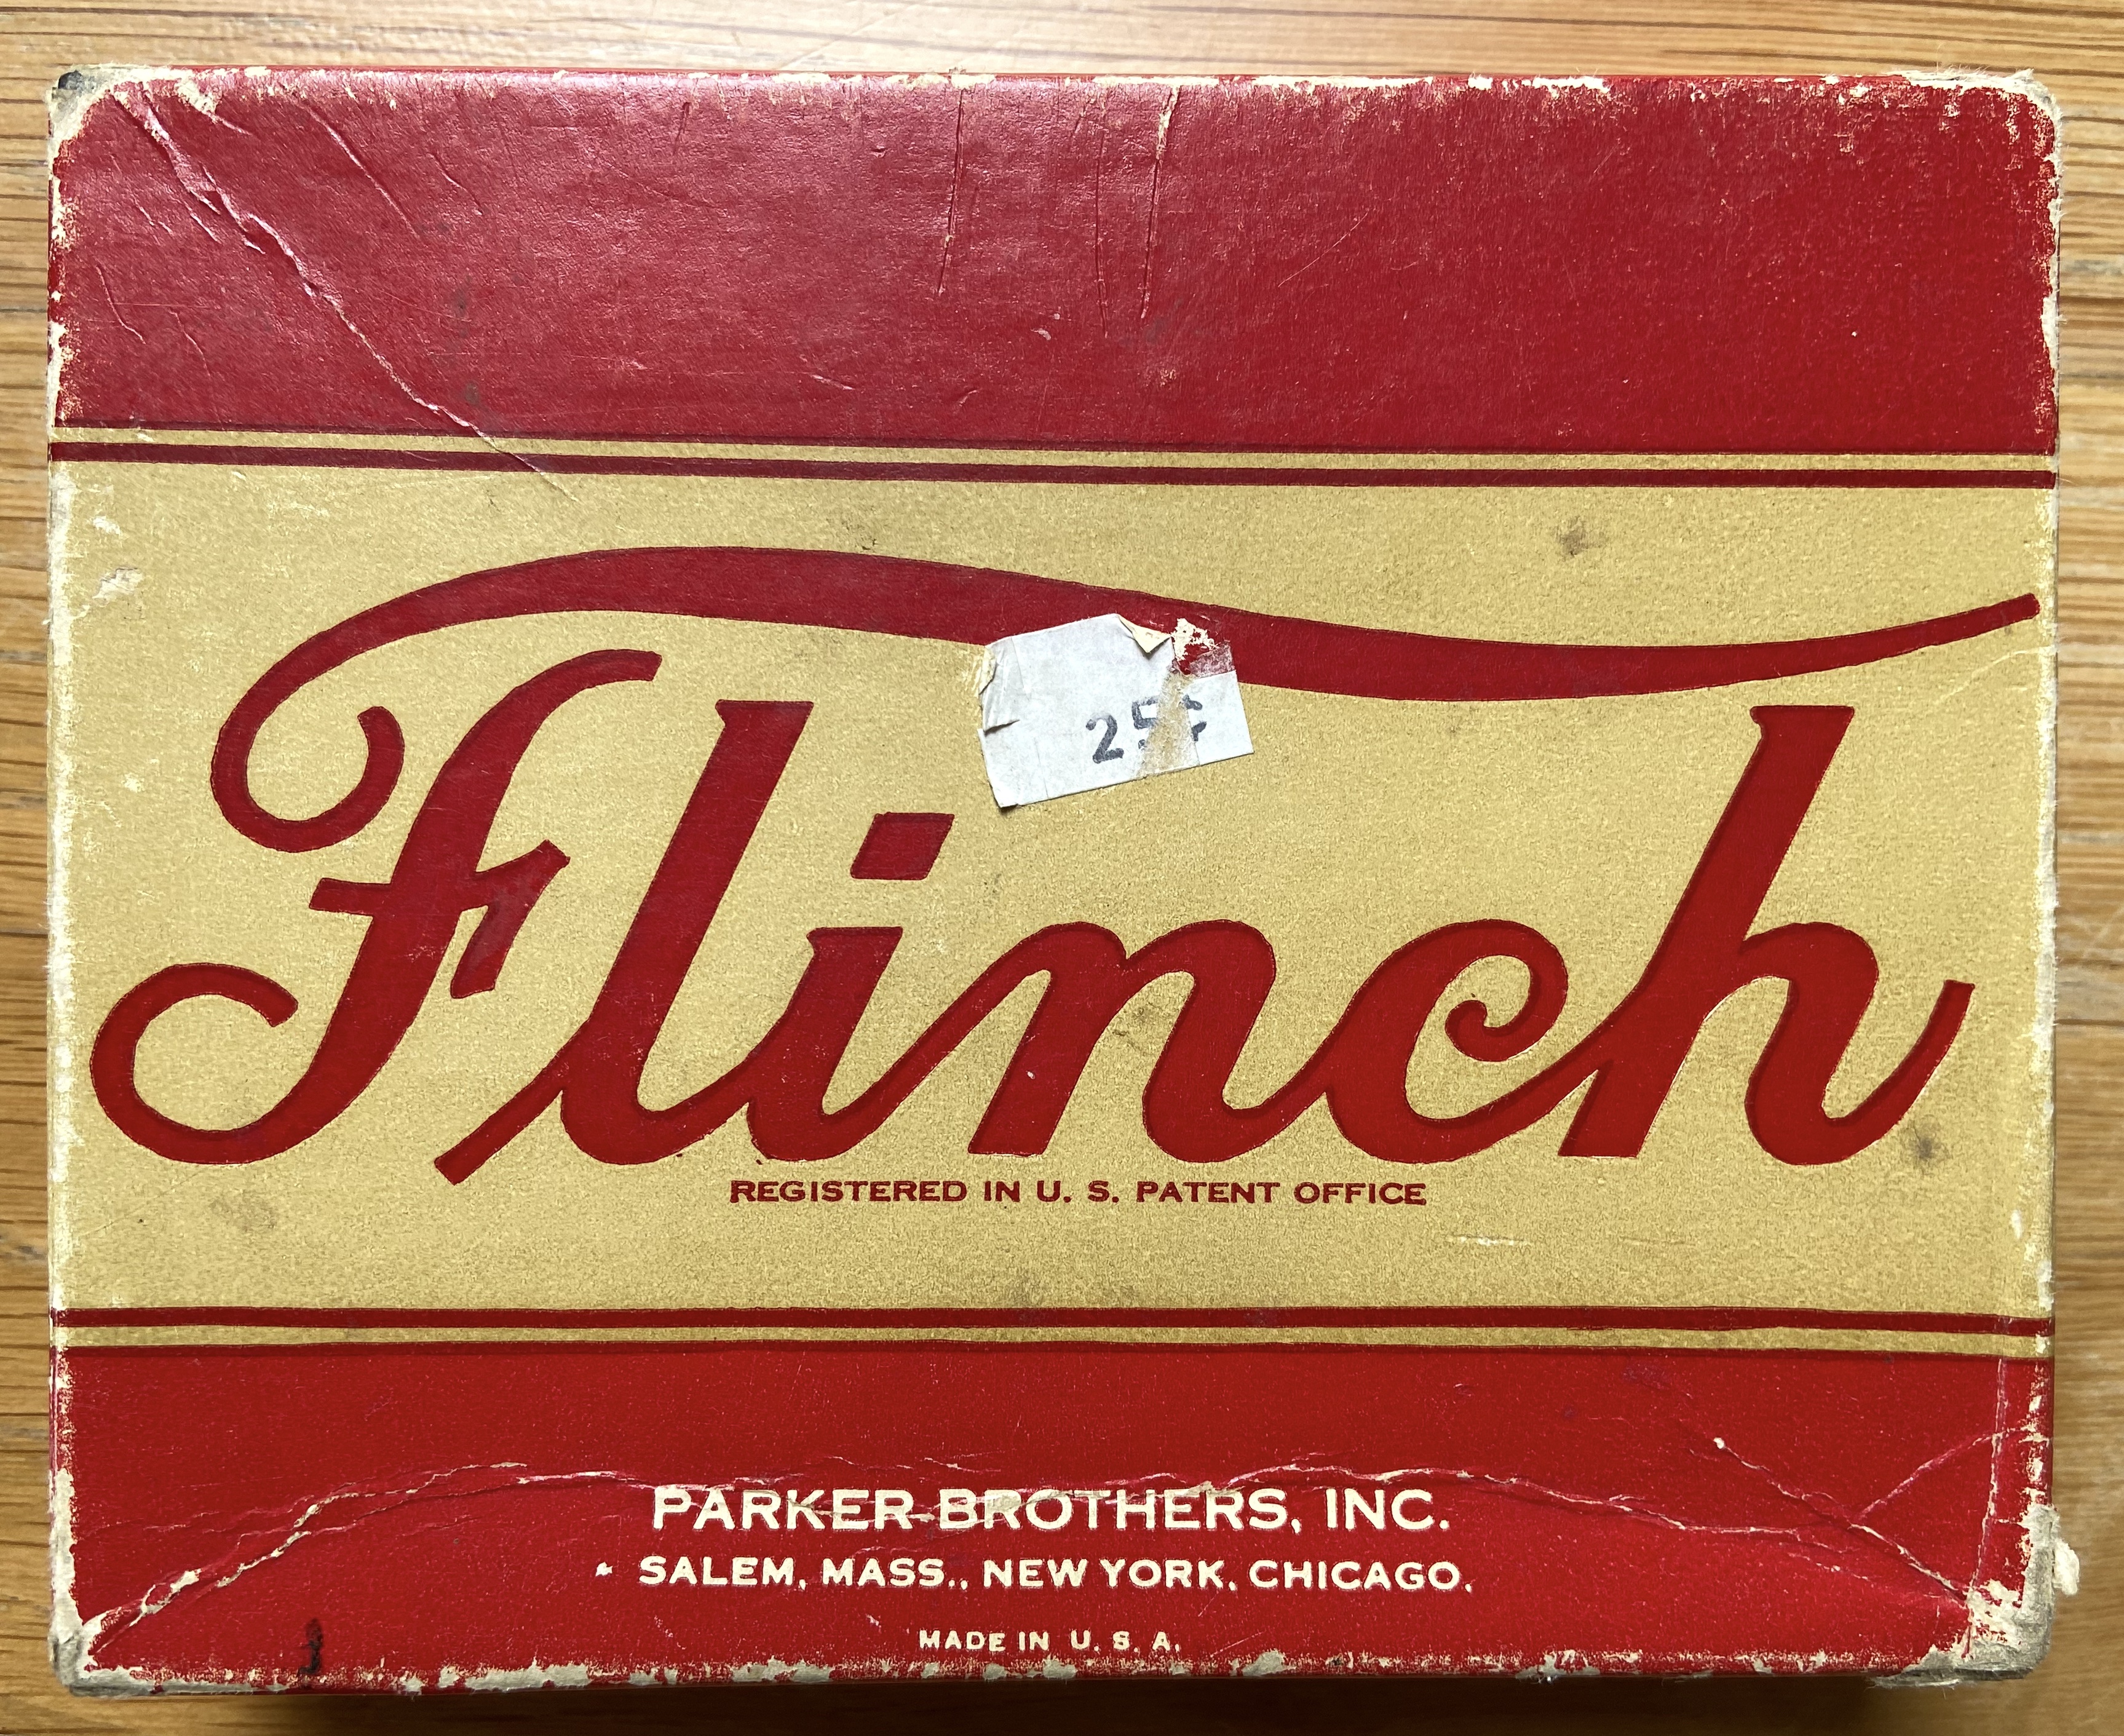 25¢
Flinch
REGISTERED IN U. S. PATENT OFFICE
PARKER BROTHERS, INC.
SALEM, MASS., NEW YORK, CHICAGO,
MADE IN U. S. A.